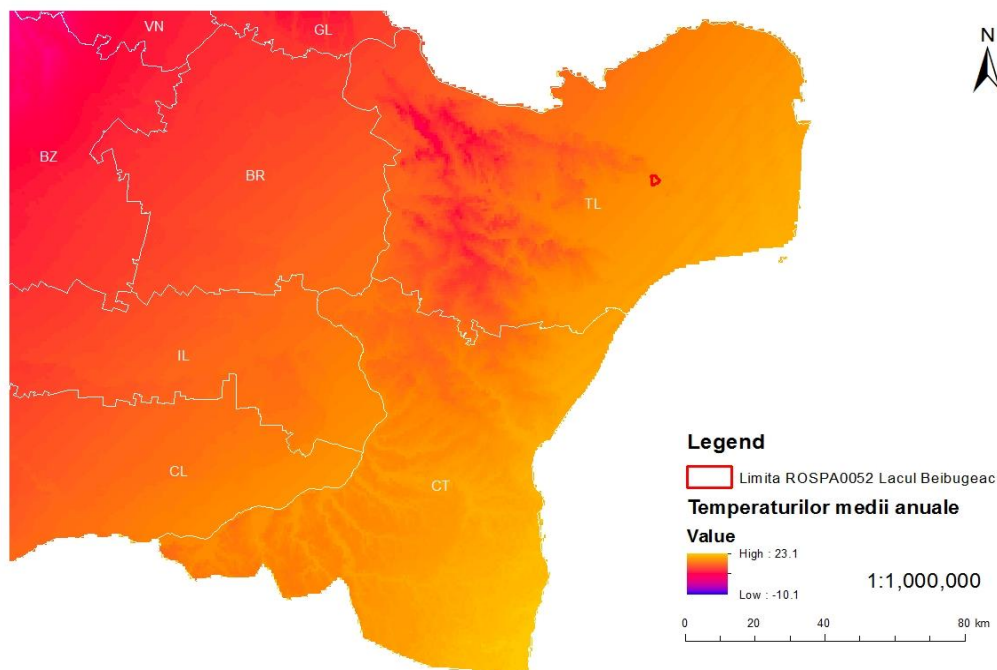 VN
GL
N
BZ
BR
TL
IL
CL
CT
Legend
Limita ROSPA0052 Lacul Beibugeac
Temperaturilor medii anuale
Value
High : 23.1
Low : -10.1
1:1,000,000
0 20 40 80 km